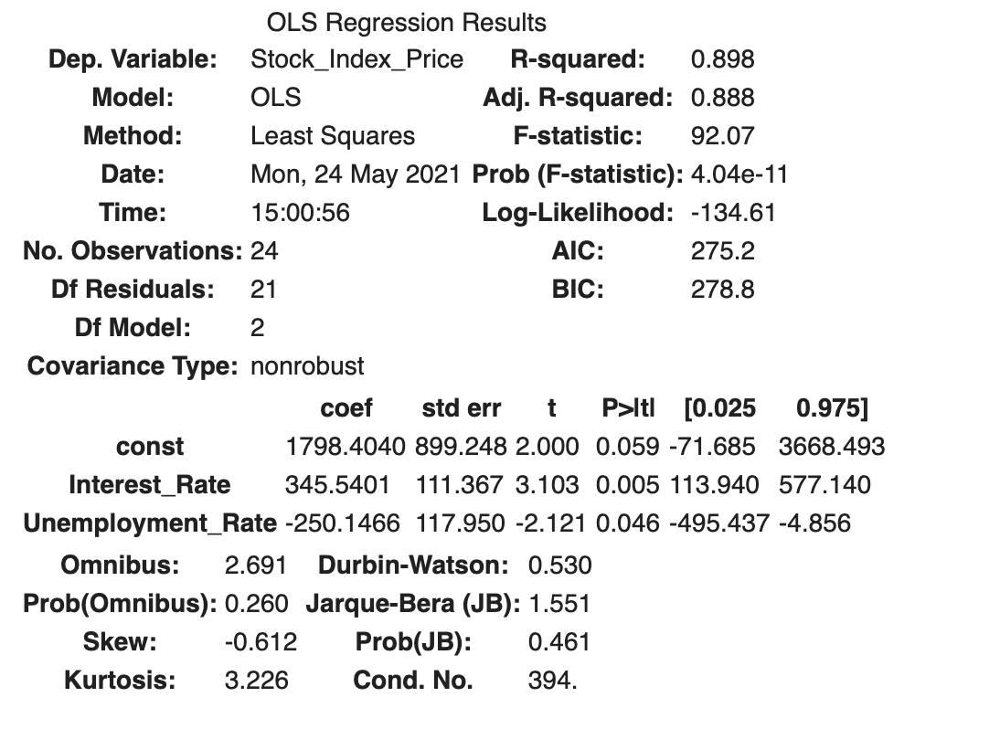 OLS Regression Results
Dep. Variable: Stock_Index_Price R-squared: 0.898
Model: OLS Adj. R-squared: 0.888
Method: Least Squares F-statistic: 92.07
Date: Mon, 24 May 2021 Prob (F-statistic): 4.04e-11
Time: 15:00:56 Log-Likelihood: -134.61
No. Observations: 24 AIC: 275.2
Df Residuals: 21 BIC: 278.8
Df Model: 2
Covariance Type: nonrobust
coef std err t P>|t| [0.025 0.975]
const 1798.4040 899.248 2.000 0.059 -71.685 3668.493
Interest_Rate 345.5401 111.367 3.103 0.005 113.940 577.140
Unemployment_Rate -250.1466 117.950 -2.121 0.046 -495.437 -4.856
Omnibus: 2.691 Durbin-Watson: 0.530
Prob(Omnibus): 0.260 Jarque-Bera (JB): 1.551
Skew: -0.612 Prob(JB): 0.461
Kurtosis: 3.226 Cond. No. 394.